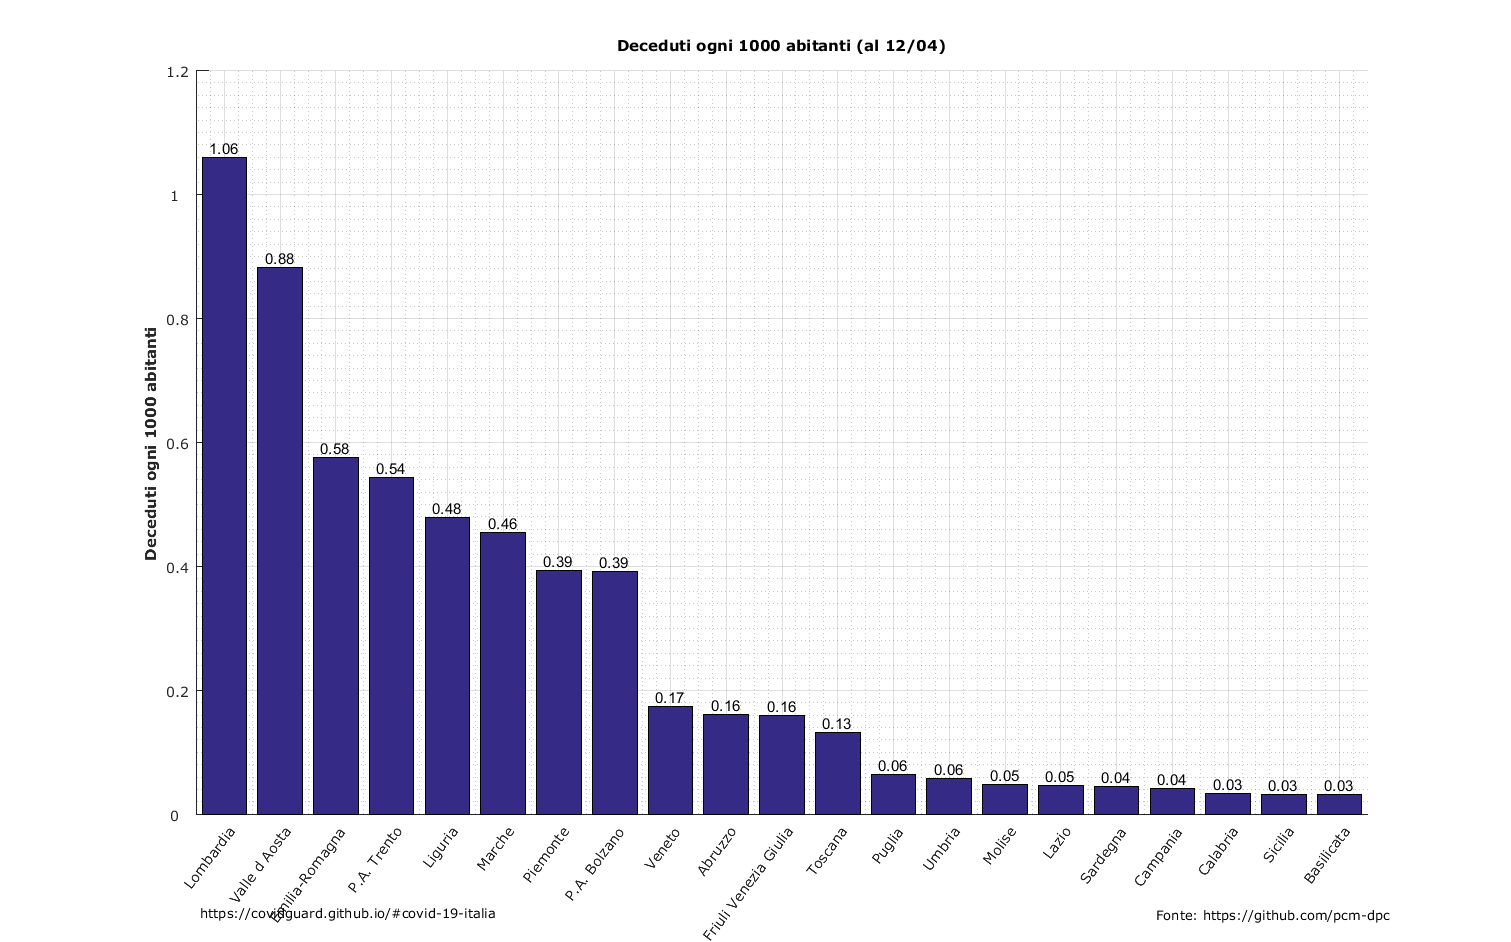 Deceduti ogni 1000 abitanti (al 12/04)
Deceduti ogni 1000 abitanti
1.2
1
0.8
0.6
0.4
0.2
0
1.06
0.88
0.58
0.54
0.48
0.46
0.39
0.39
0.17
0.16
0.16
0.13
0.06
0.06
0.05
0.05
0.04
0.04
0.03
0.03
0.03
Lombardia
Valle d Aosta
Emilia-Romagna
P.A. Trento
Liguria
Marche
Piemonte
P.A. Bolzano
Veneto
Abruzzo
Friuli Venezia Giulia
Toscana
Puglia
Umbria
Molise
Lazio
Sardegna
Campania
Calabria
Sicilia
Basilicata
https://covidguard.github.io/#covid-19-italia
Fonte: https://github.com/pcm-dpc